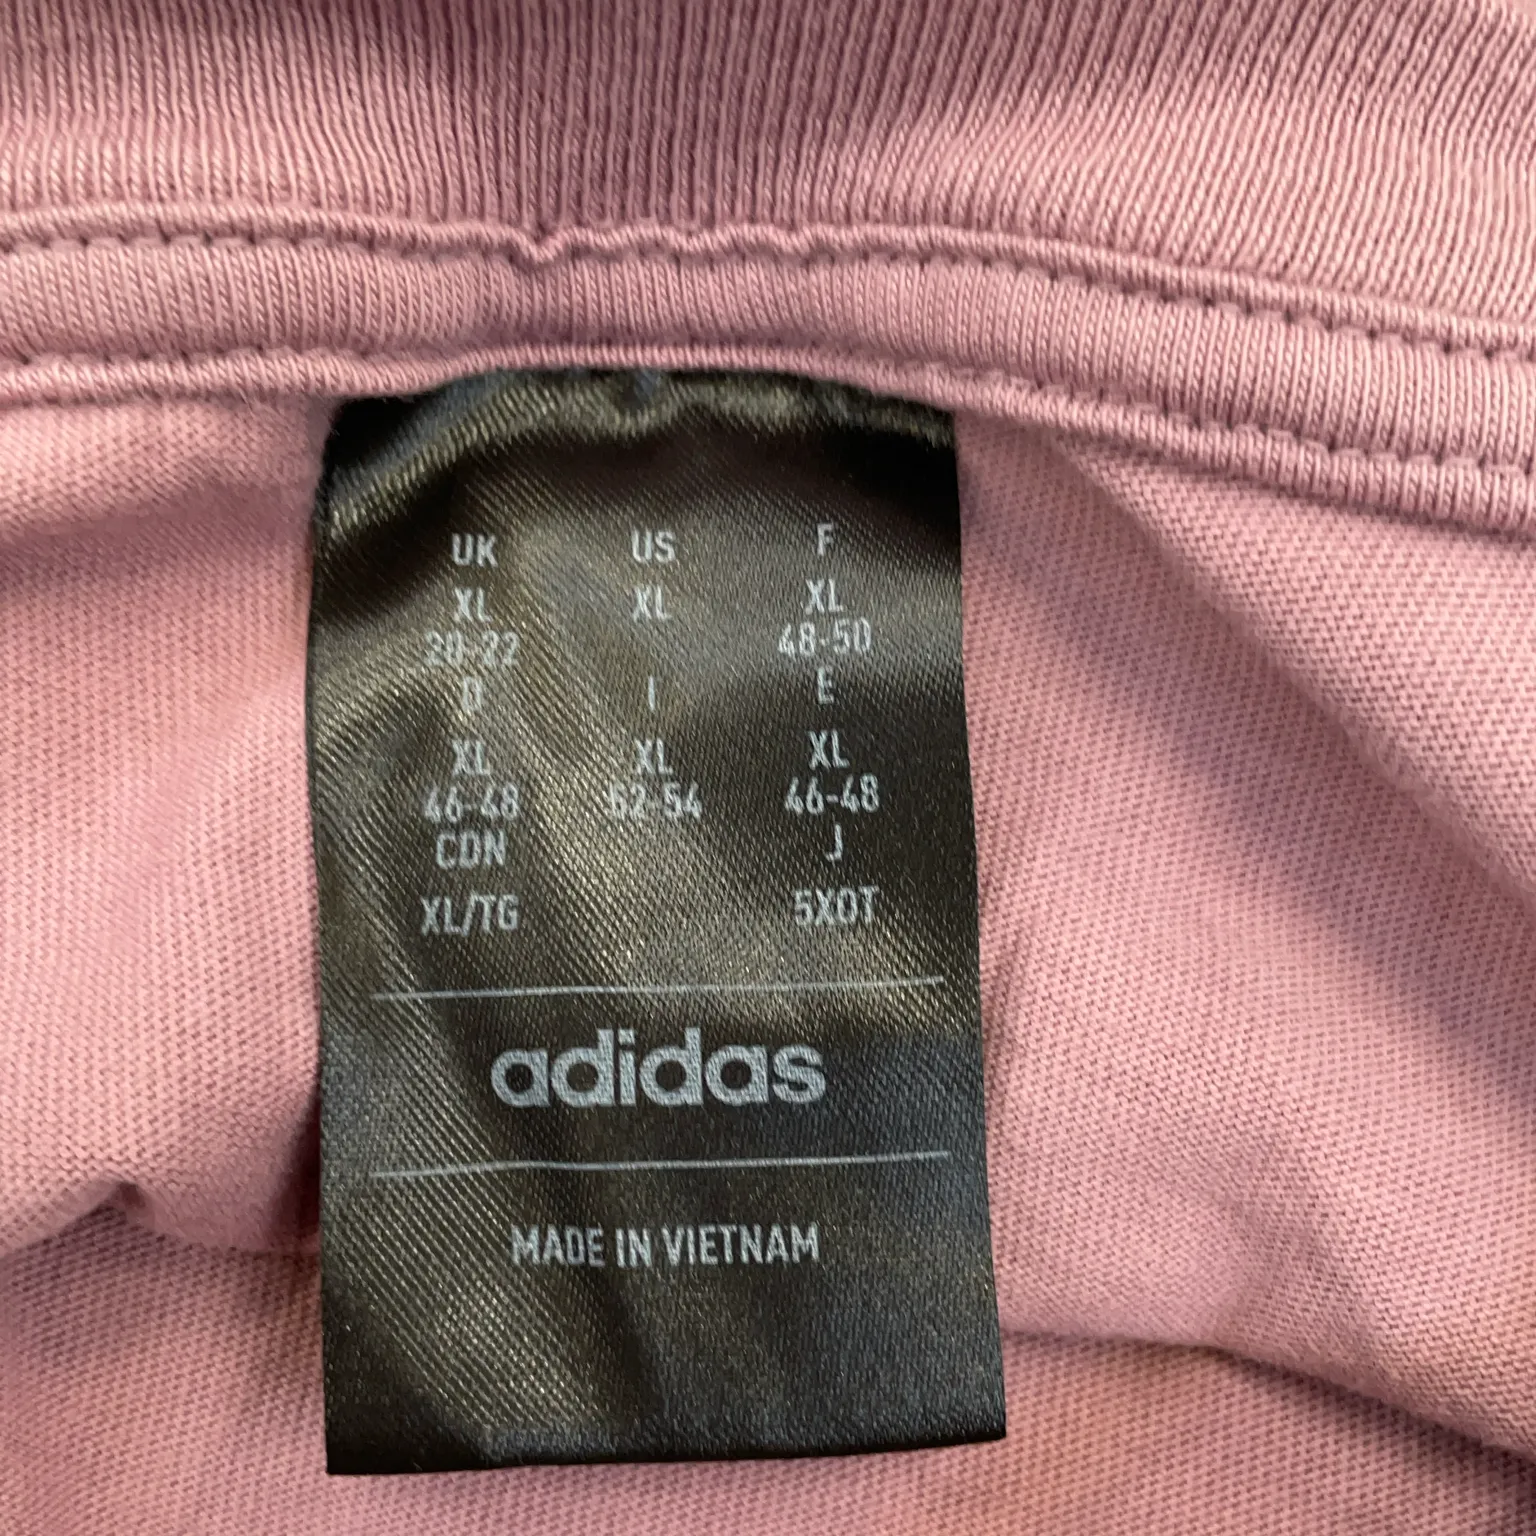 UK US F
XL XL XL
20-22 48-50
D I E
XL XL XL
46-48 52-54 46-48
CDN J
XL/TG 5XOT
adidas
MADE IN VIETNAM